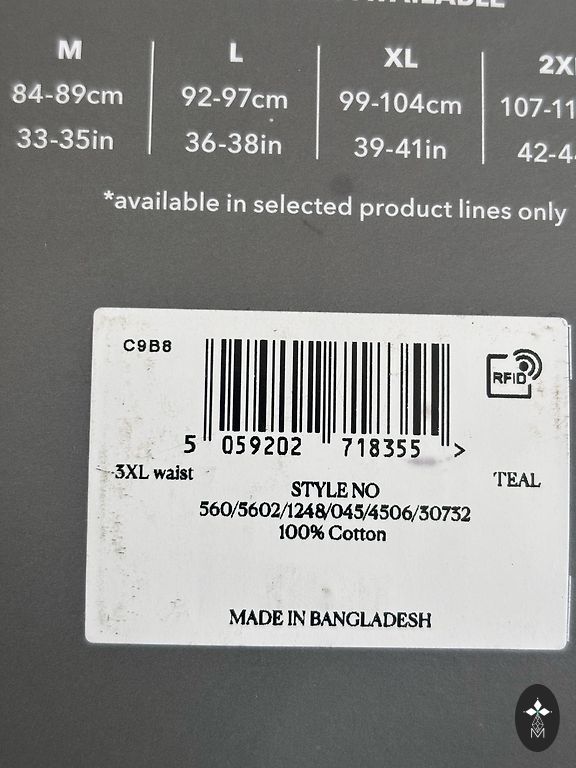 AVAILABLE
M L XL
84-89cm 92-97cm 99-104cm
33-35in 36-38in 39-41in
*available in selected product lines only
C9B8
RFID
5 059202 718355 >
3XL waist
TEAL
STYLE NO
560/5602/1248/045/4506/30732
100% Cotton
MADE IN BANGLADESH
M